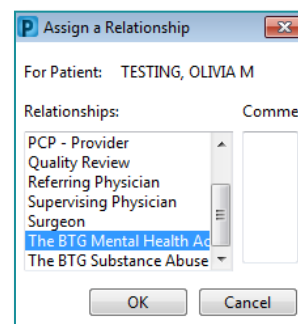 P Assign a Relationship
For Patient: TESTING, OLIVIA M
Relationships: Comme
PCP - Provider
Quality Review
Referring Physician
Supervising Physician
Surgeon
The BTG Mental Health Ac
The BTG Substance Abuse
OK Cancel